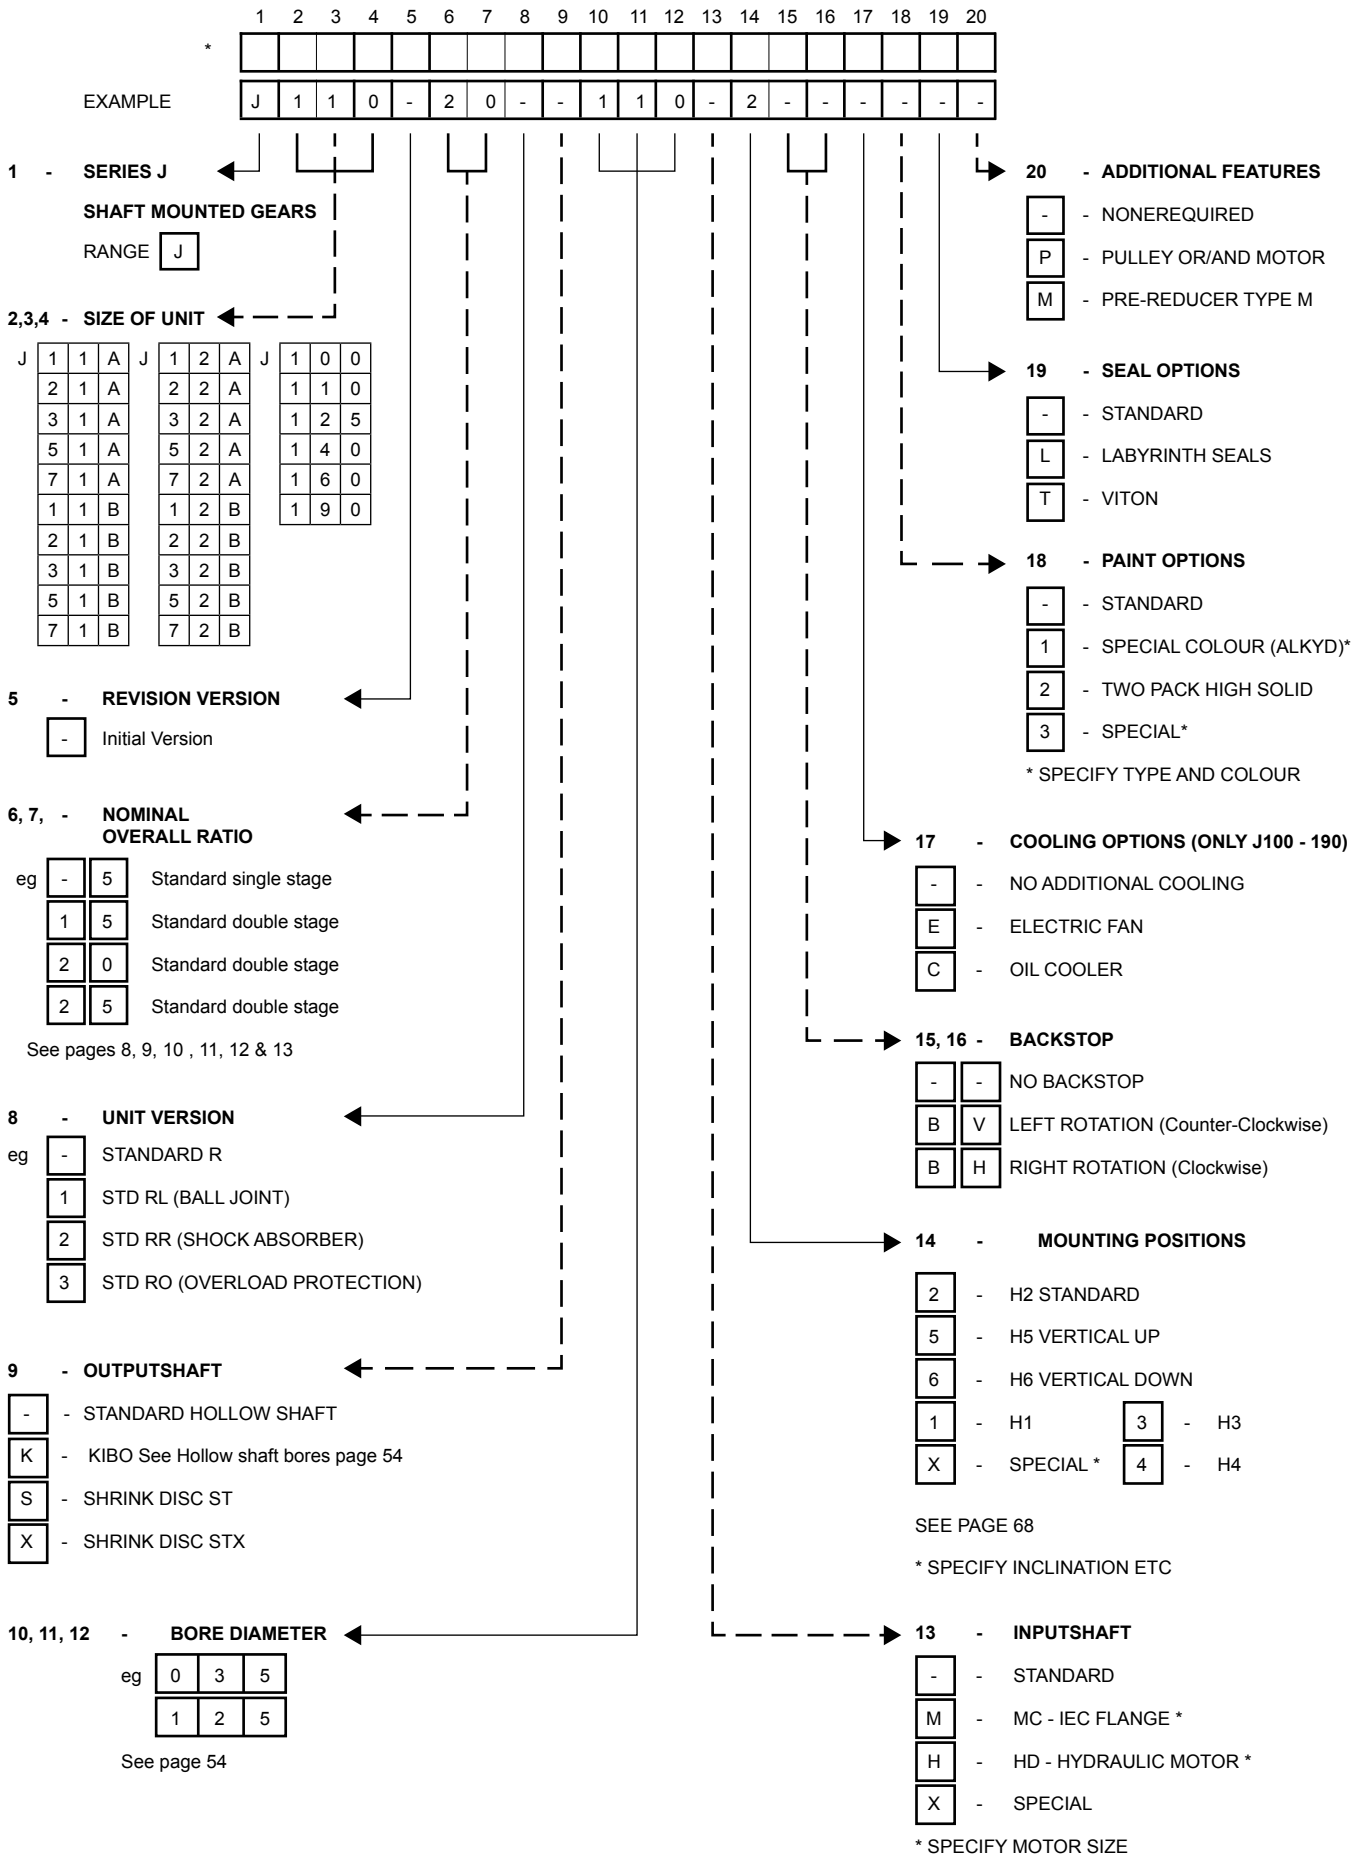 1 2 3 4 5 6 7 8 9 10 11 12 13 14 15 16 17 18 19 20
*
EXAMPLE J 1 1 0 - 2 0 - - 1 1 0 - 2 - - - - - -
1 - SERIES J
SHAFT MOUNTED GEARS
RANGE J
2,3,4 - SIZE OF UNIT
J 1 1 A J 1 2 A J 1 0 0
2 1 A 2 2 A 1 1 0
3 1 A 3 2 A 1 2 5
5 1 A 5 2 A 1 4 0
7 1 A 7 2 A 1 6 0
1 1 B 1 2 B 1 9 0
2 1 B 2 2 B
3 1 B 3 2 B
5 1 B 5 2 B
7 1 B 7 2 B
5 - REVISION VERSION
- Initial Version
6, 7, - NOMINAL
OVERALL RATIO
eg - 5 Standard single stage
1 5 Standard double stage
2 0 Standard double stage
2 5 Standard double stage
See pages 8, 9, 10 , 11, 12 & 13
8 - UNIT VERSION
eg - STANDARD R
1 STD RL (BALL JOINT)
2 STD RR (SHOCK ABSORBER)
3 STD RO (OVERLOAD PROTECTION)
9 - OUTPUTSHAFT
- - STANDARD HOLLOW SHAFT
K - KIBO See Hollow shaft bores page 54
S - SHRINK DISC ST
X - SHRINK DISC STX
10, 11, 12 - BORE DIAMETER
eg 0 3 5
1 2 5
See page 54
20 - ADDITIONAL FEATURES
- - NONEREQUIRED
P - PULLEY OR/AND MOTOR
M - PRE-REDUCER TYPE M
19 - SEAL OPTIONS
- - STANDARD
L - LABYRINTH SEALS
T - VITON
18 - PAINT OPTIONS
- - STANDARD
1 - SPECIAL COLOUR (ALKYD)*
2 - TWO PACK HIGH SOLID
3 - SPECIAL*
* SPECIFY TYPE AND COLOUR
17 - COOLING OPTIONS (ONLY J100 - 190)
- - NO ADDITIONAL COOLING
E - ELECTRIC FAN
C - OIL COOLER
15, 16 - BACKSTOP
- - NO BACKSTOP
B V LEFT ROTATION (Counter-Clockwise)
B H RIGHT ROTATION (Clockwise)
14 - MOUNTING POSITIONS
2 - H2 STANDARD
5 - H5 VERTICAL UP
6 - H6 VERTICAL DOWN
1 - H1 3 - H3
X - SPECIAL * 4 - H4
SEE PAGE 68
* SPECIFY INCLINATION ETC
13 - INPUTSHAFT
- - STANDARD
M - MC - IEC FLANGE *
H - HD - HYDRAULIC MOTOR *
X - SPECIAL
* SPECIFY MOTOR SIZE